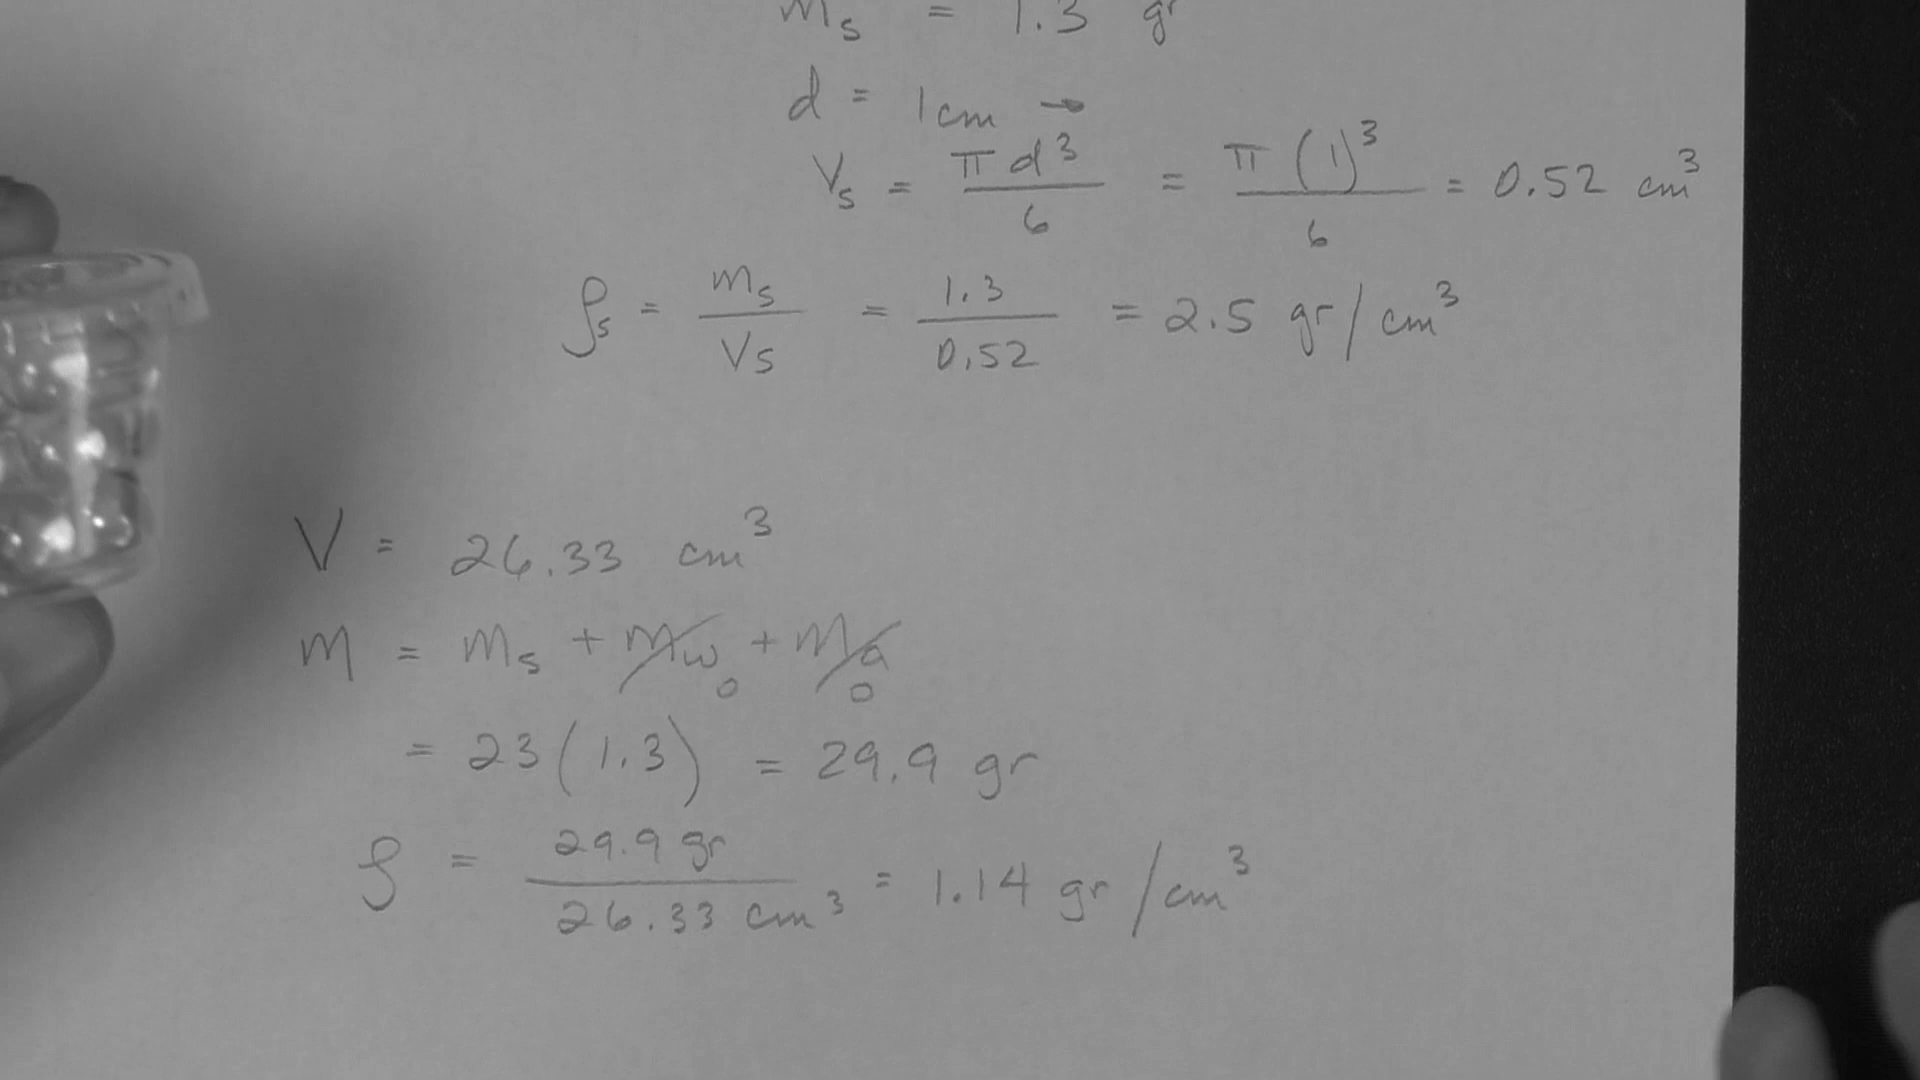 ms = 1.3 gr
d = 1cm →
Vs = πd³/6 = π(1)³/6 = 0.52 cm³
ρs = ms/Vs = 1.3/0.52 = 2.5 gr/cm³
V = 26.33 cm³
m = ms + mw 0 + ma 0
= 23(1.3) = 29.9 gr
ρ = 29.9 gr/26.33 cm³ = 1.14 gr/cm³